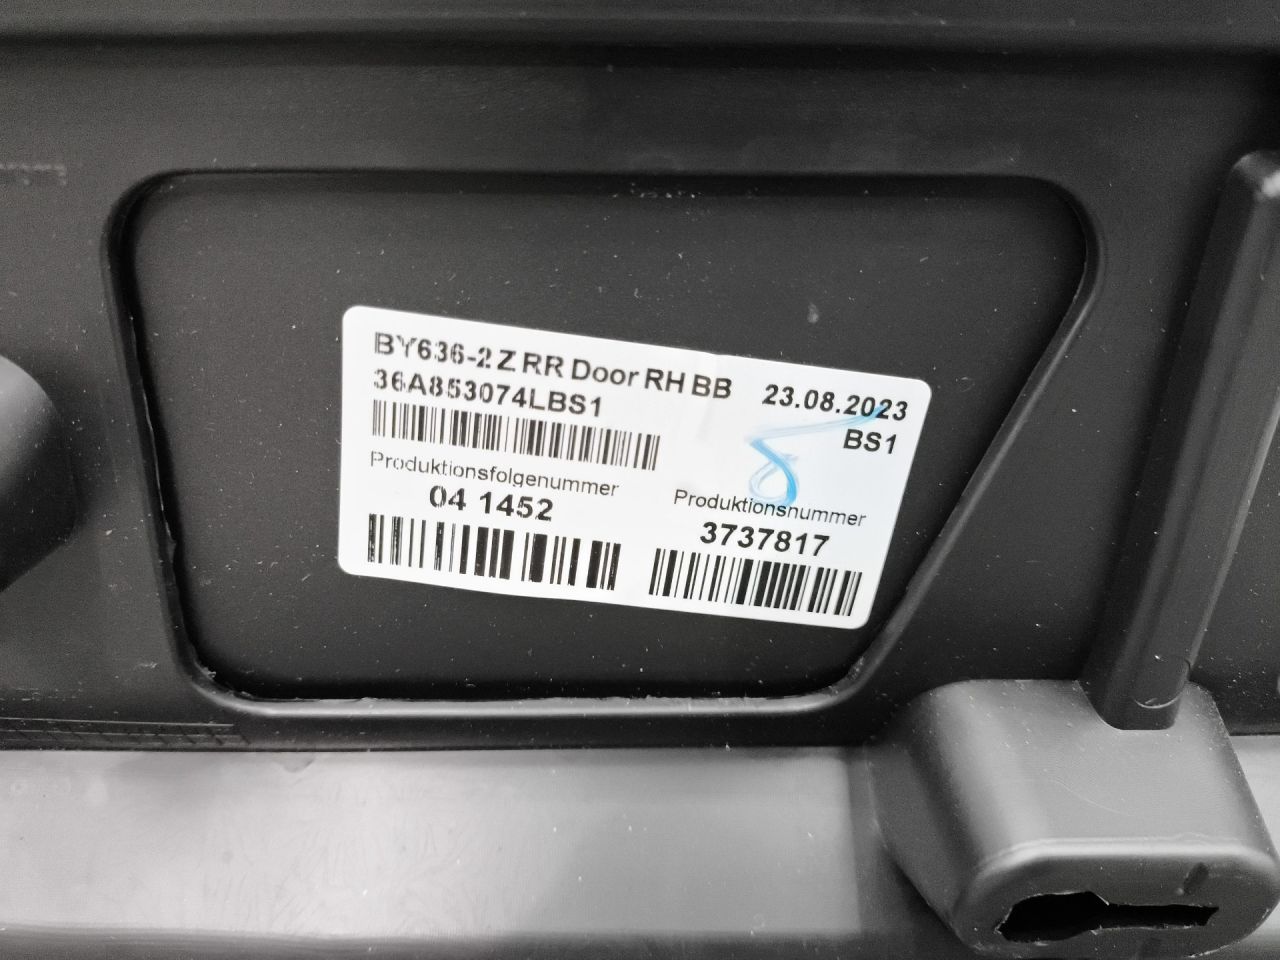 BY636-2 Z RR Door RH BB 23.08.2023
36A853074LBS1 BS1
Produktionsfolgenummer
04 1452
Produktionsnummer
3737817